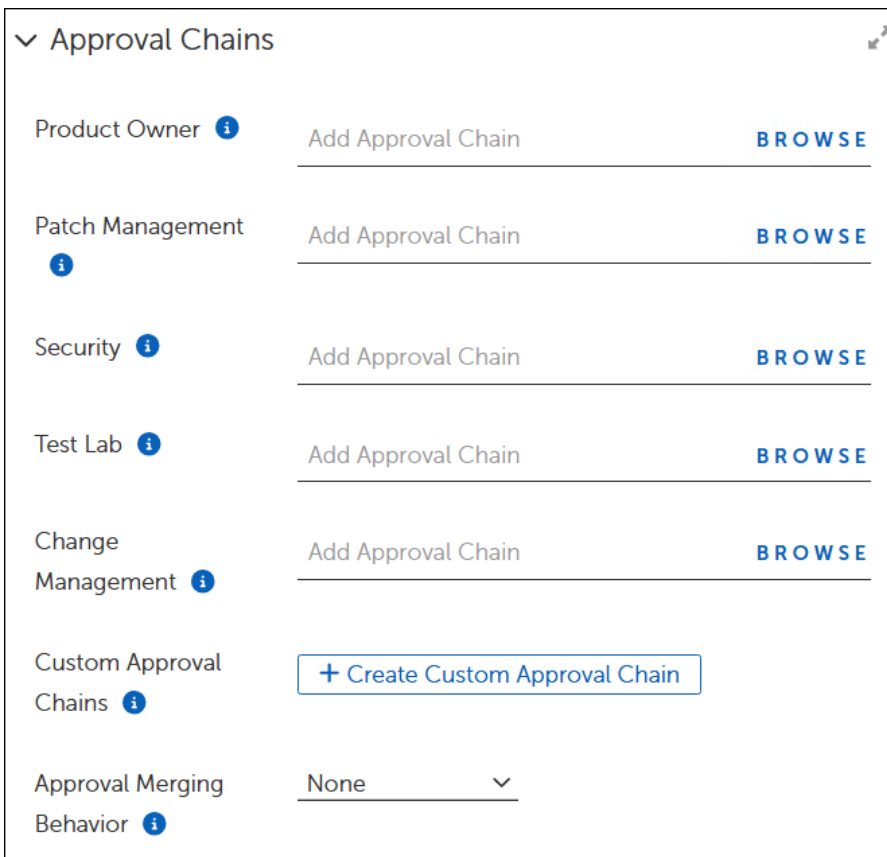 Approval Chains
Product Owner Add Approval Chain BROWSE
Patch Management Add Approval Chain BROWSE
Security Add Approval Chain BROWSE
Test Lab Add Approval Chain BROWSE
Change
Management Add Approval Chain BROWSE
Custom Approval
Chains + Create Custom Approval Chain
Approval Merging
Behavior None